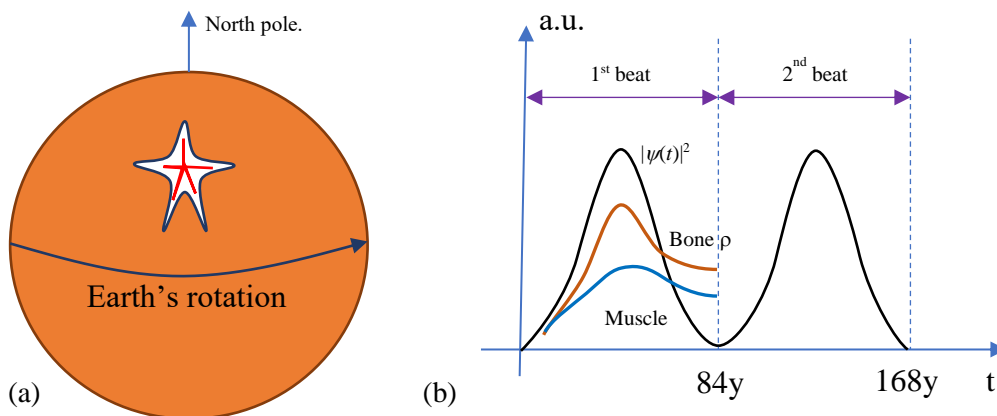 North pole.
Earth's rotation
(a)
a.u.
1st beat
2nd beat
|ψ(t)|²
Bone ρ
Muscle
84y
168y
t
(b)